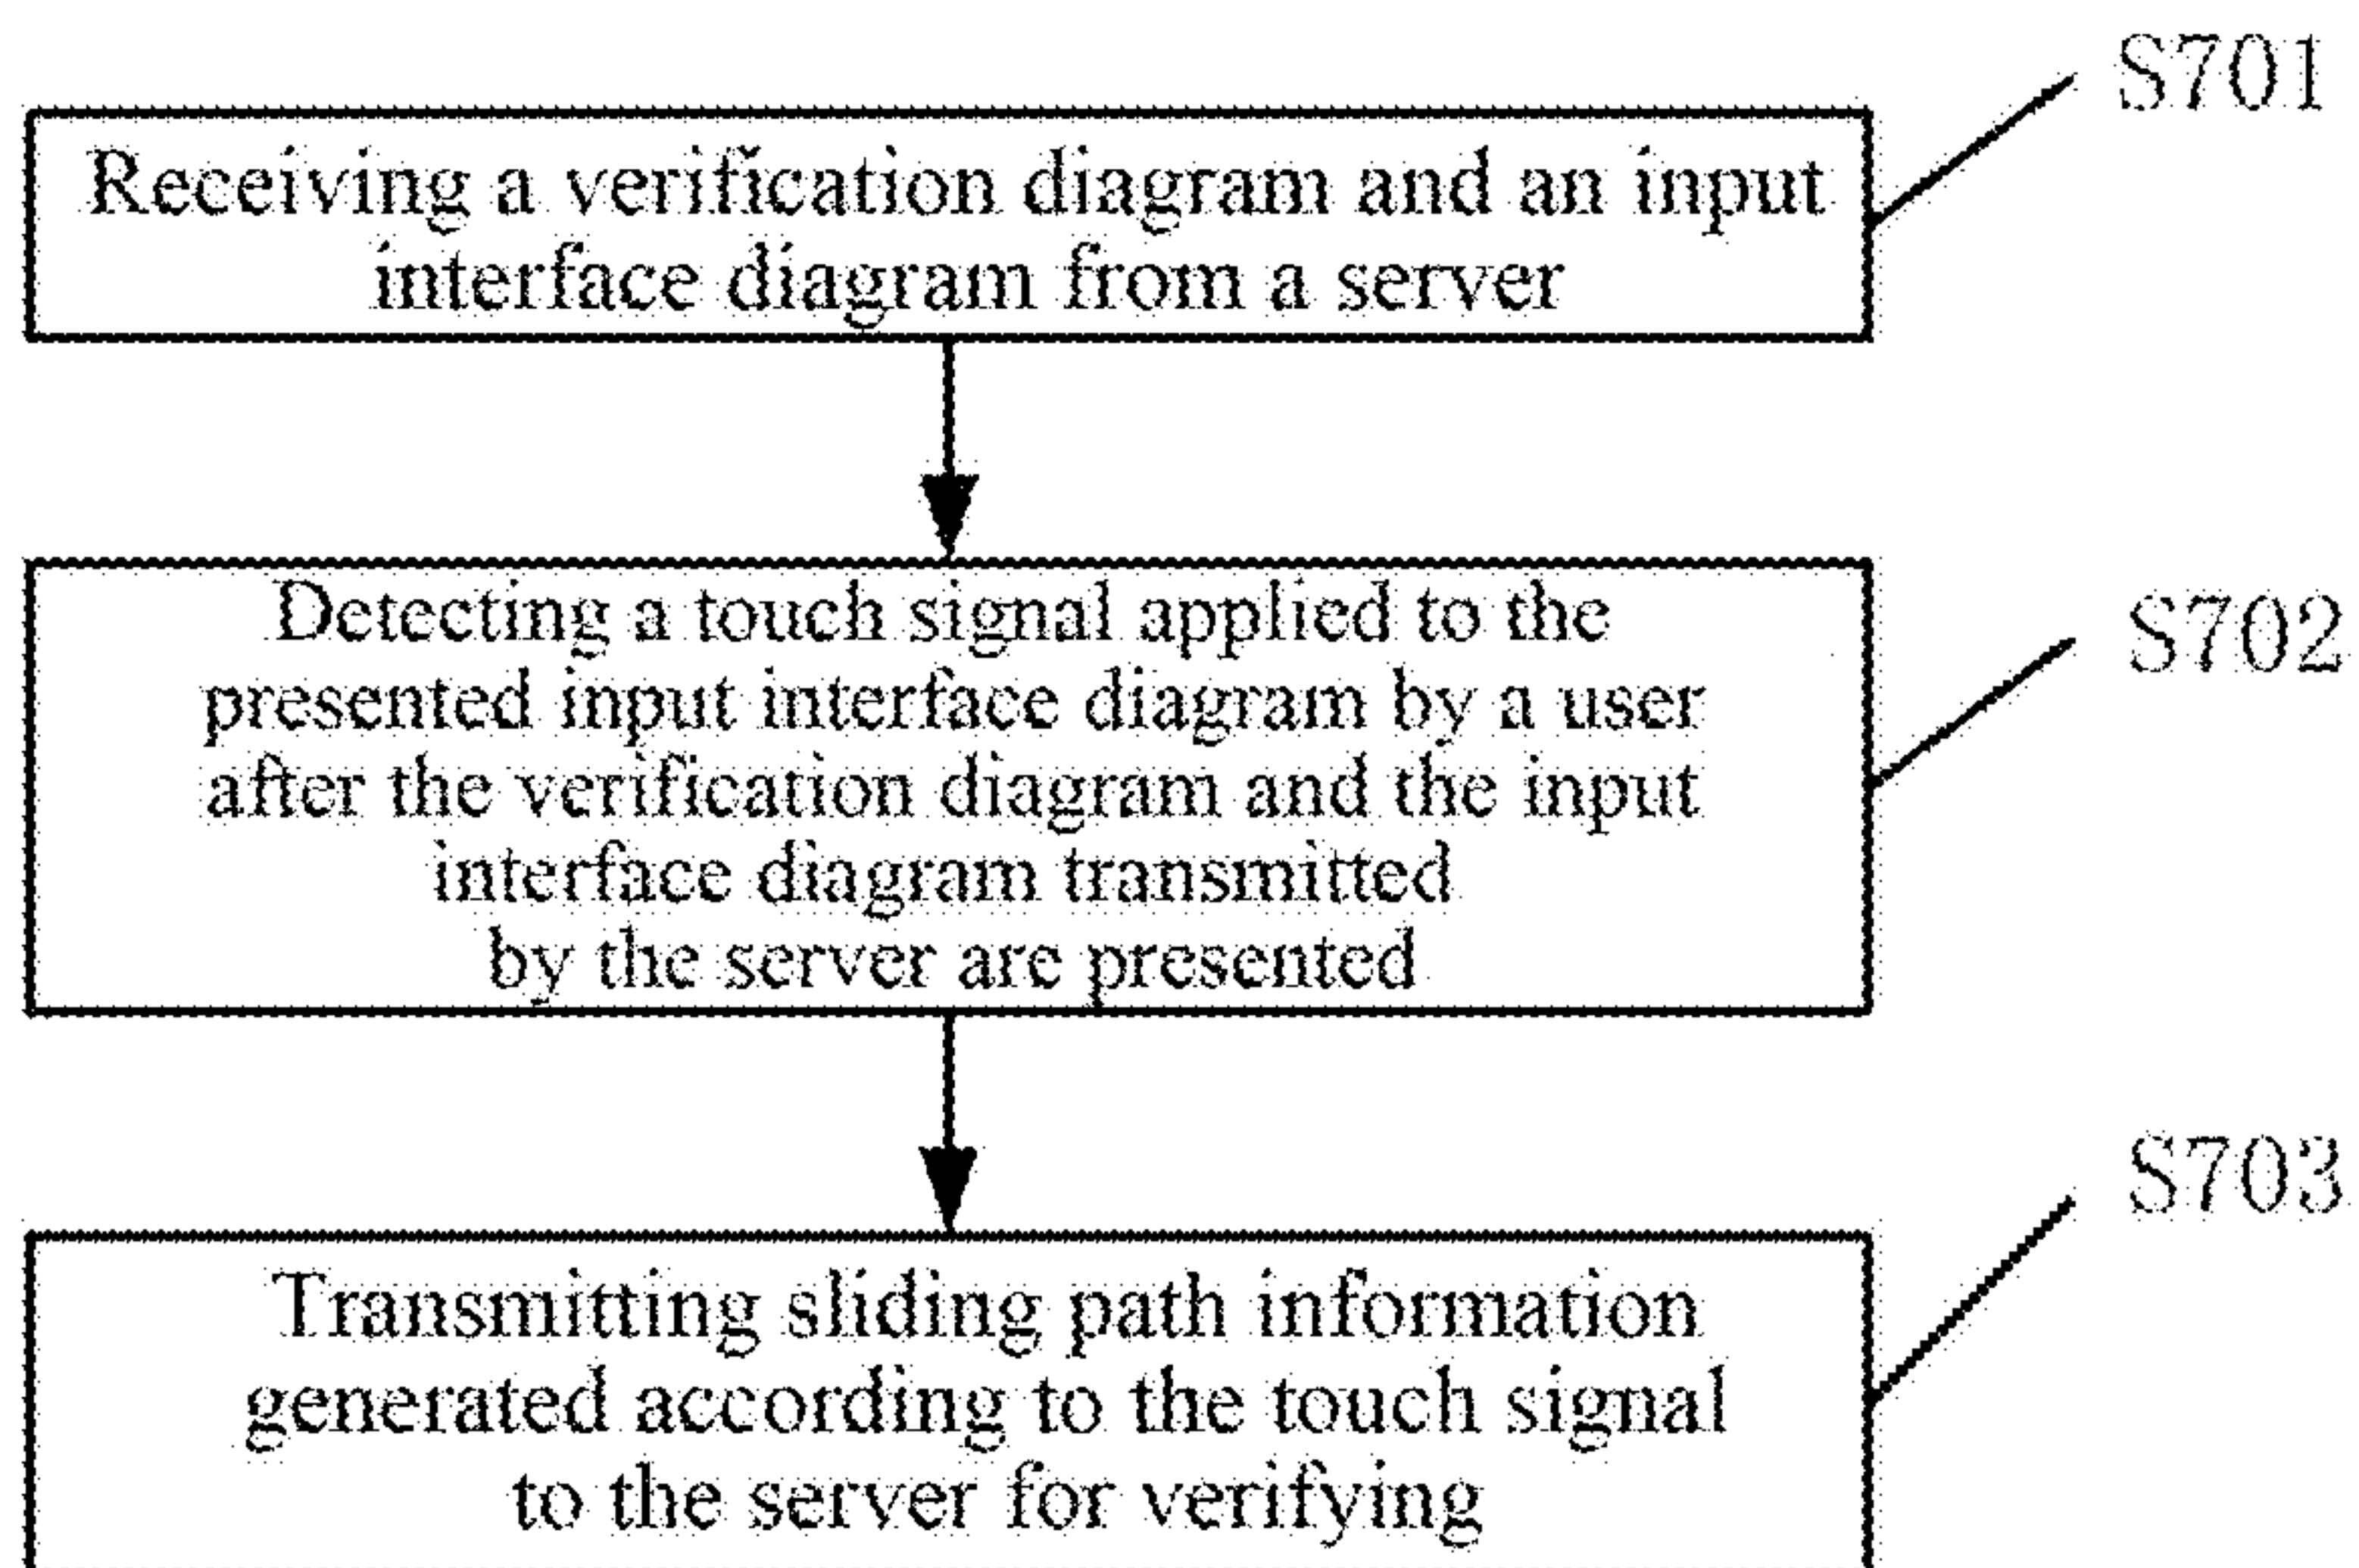 S701
Receiving a verification diagram and an input
interface diagram from a server
Detecting a touch signal applied to the
S702
presented input interface diagram by a user
after the verification diagram and the input
interface diagram transmitted
by the server are presented
S703
Transmitting sliding path information
generated according to the touch signal
to the server for verifying